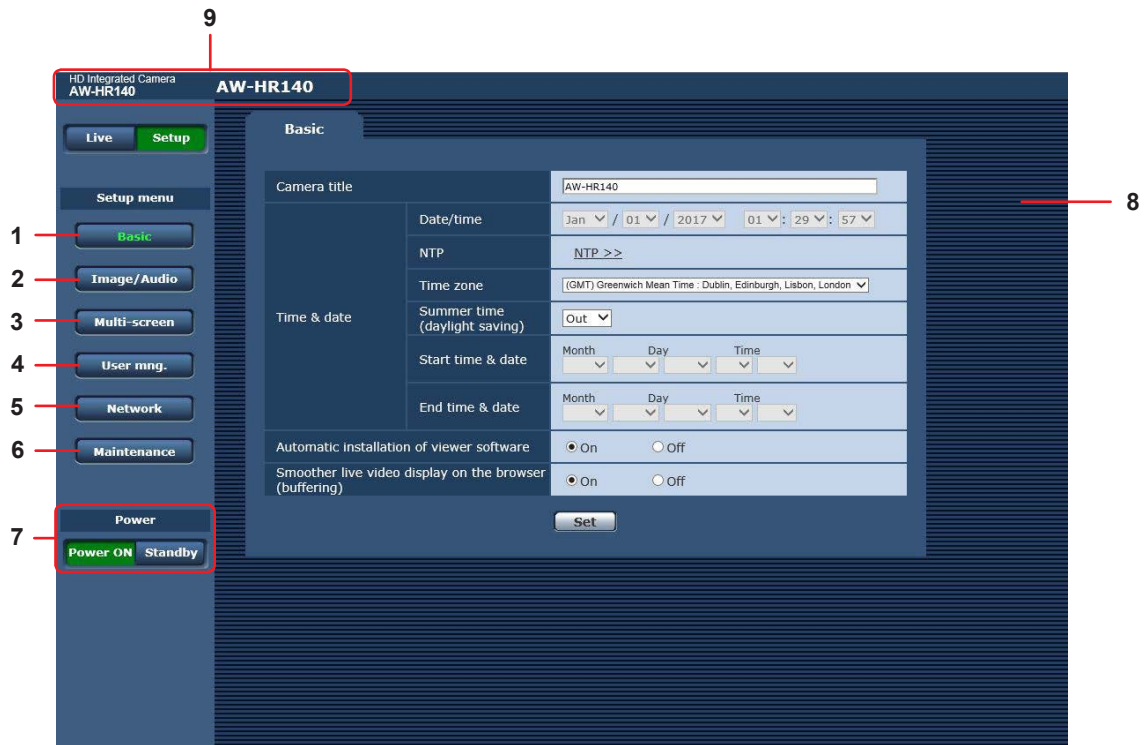 9
HD Integrated Camera
AW-HR140
AW-HR140
Live Setup
Basic
Setup menu
Camera title AW-HR140
8
Time & date
Date/time Jan / 01 / 2017 01 : 29 : 57
1 Basic
NTP NTP >>
2 Image/Audio
Time zone (GMT) Greenwich Mean Time : Dublin, Edinburgh, Lisbon, London
3 Multi-screen
Summer time
(daylight saving) Out
4 User mng.
Start time & date Month Day Time
5 Network
End time & date Month Day Time
6 Maintenance
Automatic installation of viewer software On Off
Smoother live video display on the browser
(buffering) On Off
Set
7
Power
Power ON Standby